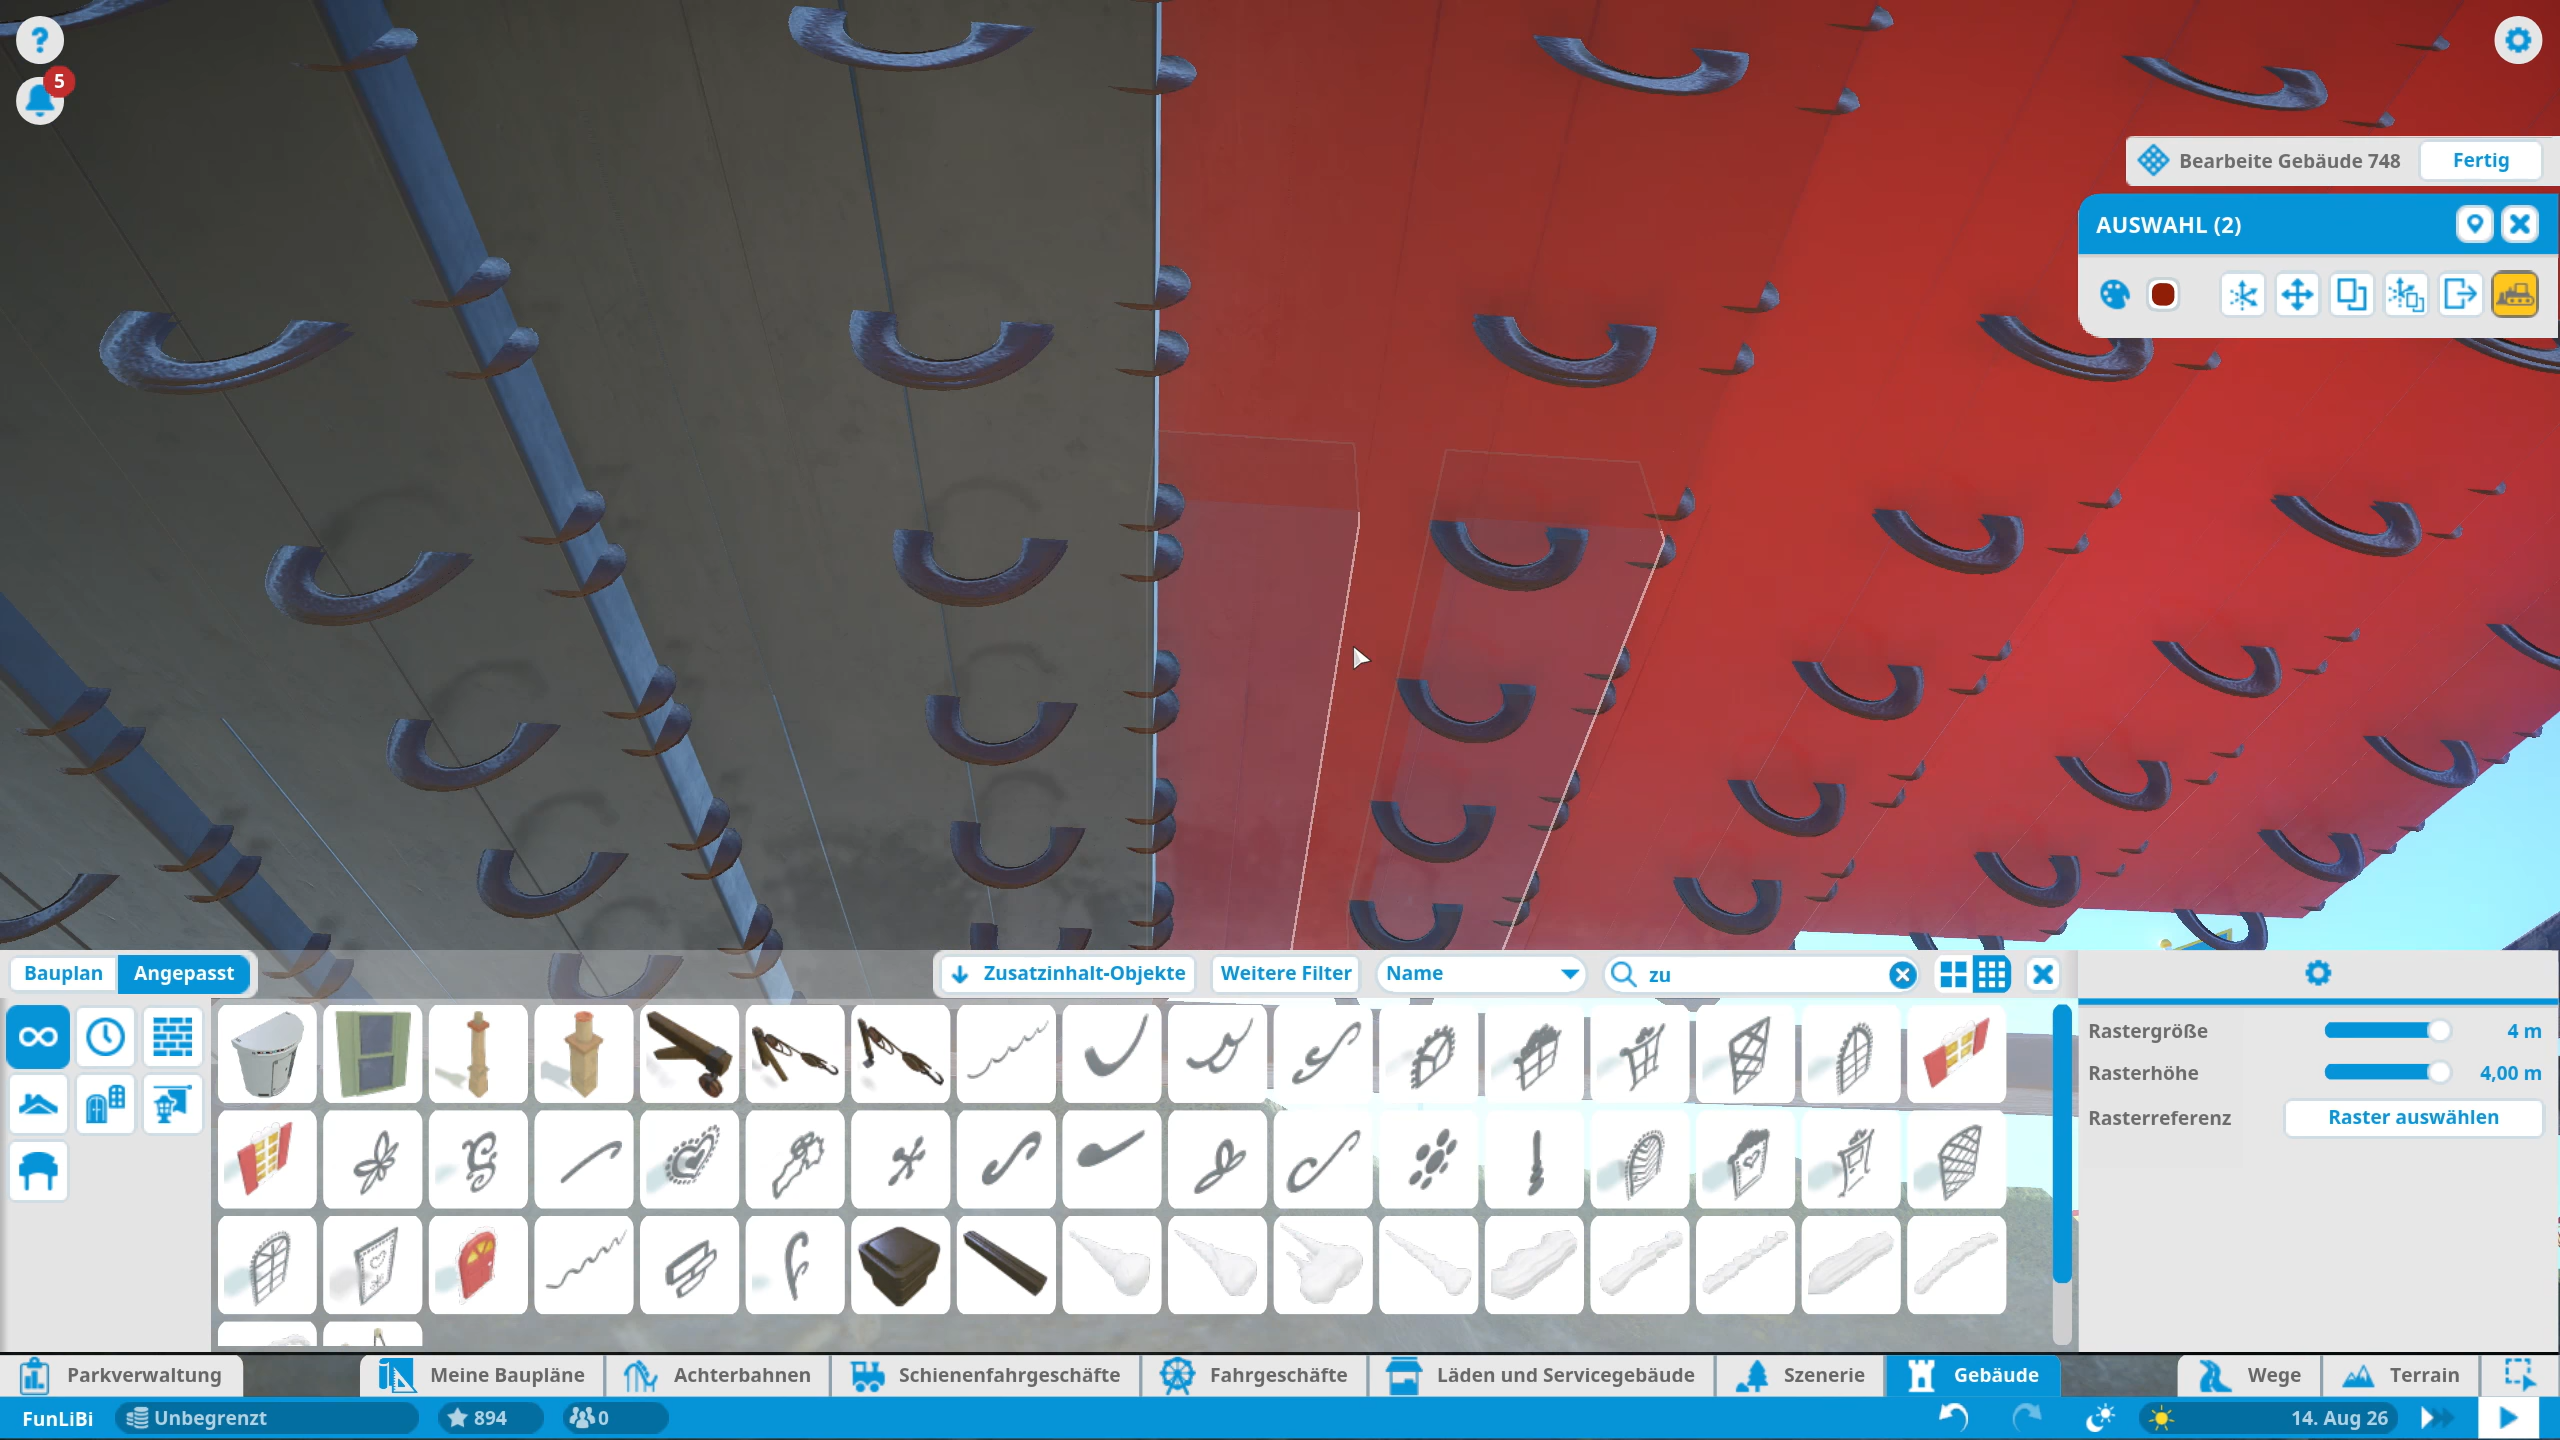 ?
5
Bearbeite Gebäude 748
Fertig
AUSWAHL (2)
Bauplan
Angepasst
Zusatzinhalt-Objekte
Weitere Filter
Name
zu
Rastergröße
4 m
Rasterhöhe
4,00 m
Rasterreferenz
Raster auswählen
Parkverwaltung
Meine Baupläne
Achterbahnen
Schienenfahrgeschäfte
Fahrgeschäfte
Läden und Servicegebäude
Szenerie
Gebäude
Wege
Terrain
FunLiBi
Unbegrenzt
894
0
14. Aug 26